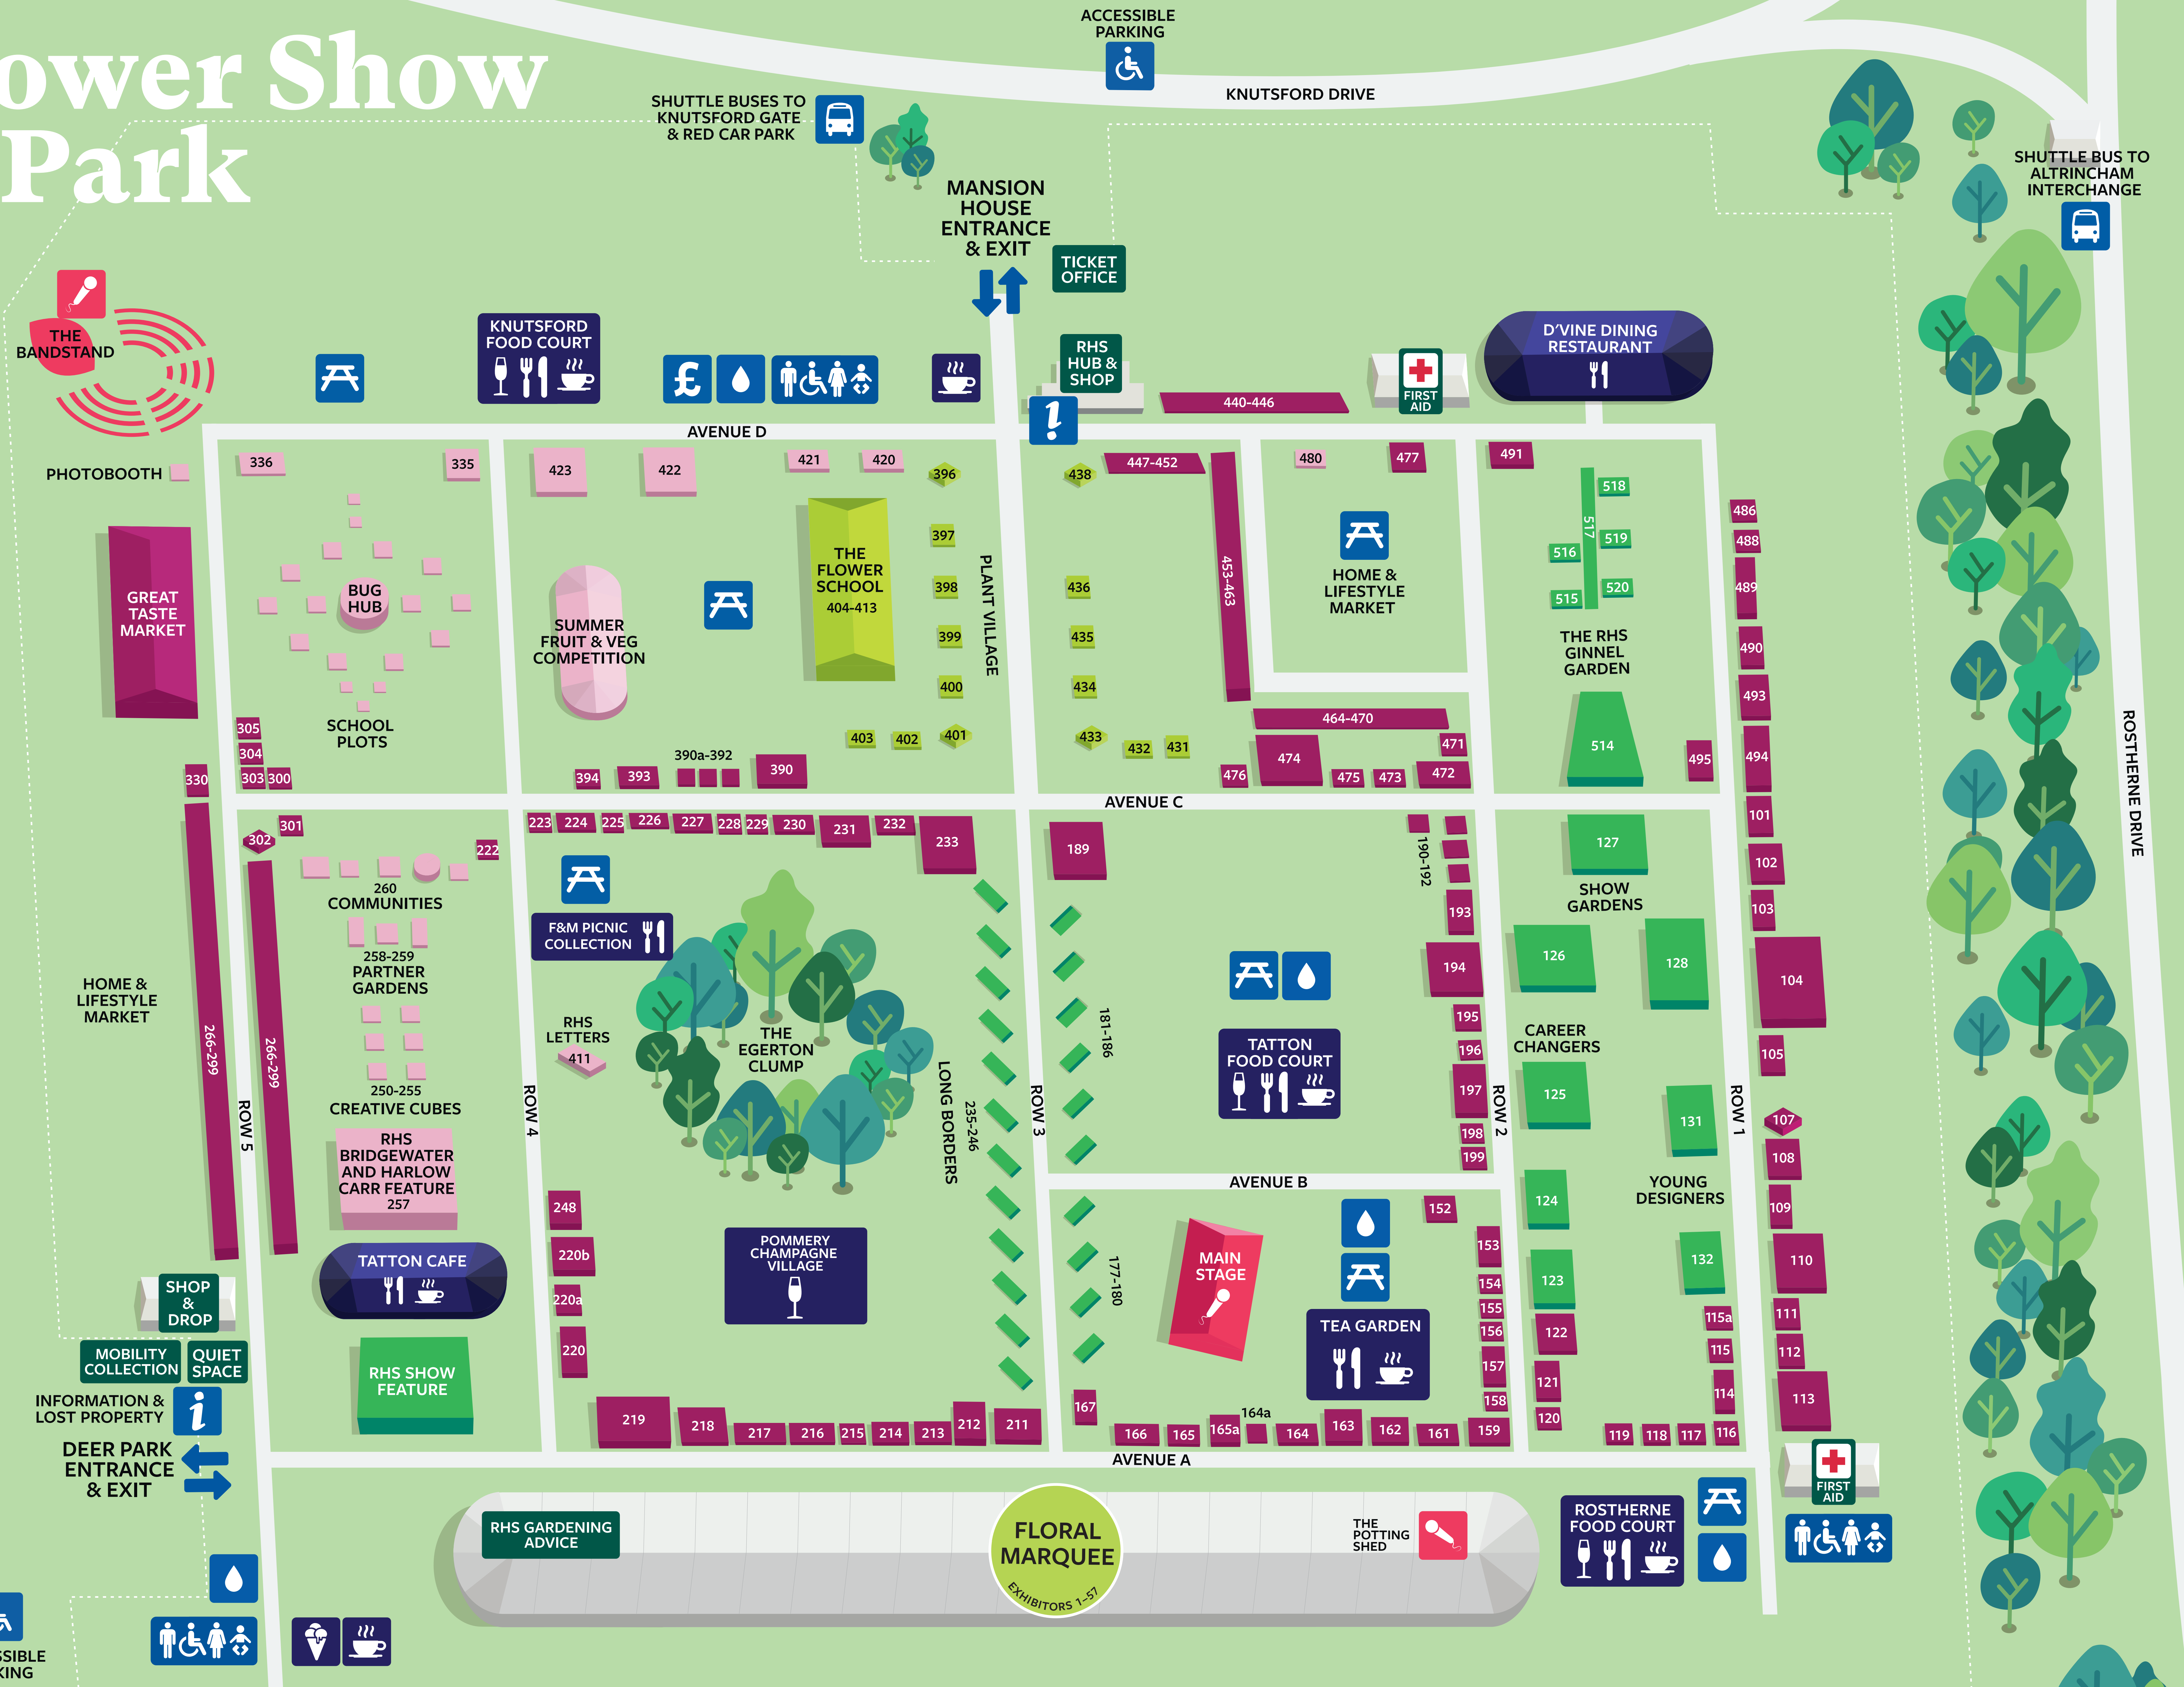 ower Show
Park
ACCESSIBLE
PARKING
KNUTSFORD DRIVE
SHUTTLE BUSES TO
KNUTSFORD GATE
& RED CAR PARK
SHUTTLE BUS TO
ALTRINCHAM
INTERCHANGE
MANSION
HOUSE
ENTRANCE
& EXIT
TICKET
OFFICE
THE
BANDSTAND
KNUTSFORD
FOOD COURT
£
RHS
HUB &
SHOP
i
440-446
FIRST
AID
D'VINE DINING
RESTAURANT
AVENUE D
PHOTOBOOTH
336
335
423
422
421
420
396
438
447-452
480
477
491
518
517
519
516
520
515
486
488
489
490
493
494
495
GREAT
TASTE
MARKET
BUG
HUB
SCHOOL
PLOTS
SUMMER
FRUIT & VEG
COMPETITION
THE
FLOWER
SCHOOL
404-413
397
398
399
400
401
402
403
PLANT VILLAGE
436
435
434
433
432
431
453-463
HOME &
LIFESTYLE
MARKET
THE RHS
GINNEL
GARDEN
514
464-470
474
471
476
475
473
472
305
304
303
300
330
394
393
390a-392
390
AVENUE C
ROSTHERNE DRIVE
302
301
222
223
224
225
226
227
228
229
230
231
232
233
189
190-192
193
194
195
196
197
198
199
127
SHOW
GARDENS
126
128
CAREER
CHANGERS
125
131
124
YOUNG
DESIGNERS
123
132
101
102
103
104
105
107
108
109
110
111
112
113
260
COMMUNITIES
258-259
PARTNER
GARDENS
250-255
CREATIVE CUBES
RHS
BRIDGEWATER
AND HARLOW
CARR FEATURE
257
HOME &
LIFESTYLE
MARKET
266-299
266-299
ROW 5
ROW 4
ROW 3
ROW 2
ROW 1
F&M PICNIC
COLLECTION
RHS
LETTERS
411
THE
EGERTON
CLUMP
LONG BORDERS
235-246
181-186
177-180
TATTON
FOOD COURT
AVENUE B
152
153
154
155
156
157
158
159
MAIN
STAGE
TEA GARDEN
248
220b
220a
220
POMMERY
CHAMPAGNE
VILLAGE
TATTON CAFE
SHOP
&
DROP
MOBILITY
COLLECTION
QUIET
SPACE
RHS SHOW
FEATURE
INFORMATION &
LOST PROPERTY
i
DEER PARK
ENTRANCE
& EXIT
219
218
217
216
215
214
213
212
211
167
166
165
165a
164a
164
163
162
161
122
121
120
119
118
117
116
115a
115
114
AVENUE A
FIRST
AID
RHS GARDENING
ADVICE
FLORAL
MARQUEE
EXHIBITORS 1-57
THE
POTTING
SHED
ROSTHERNE
FOOD COURT
SSIBLE
KING